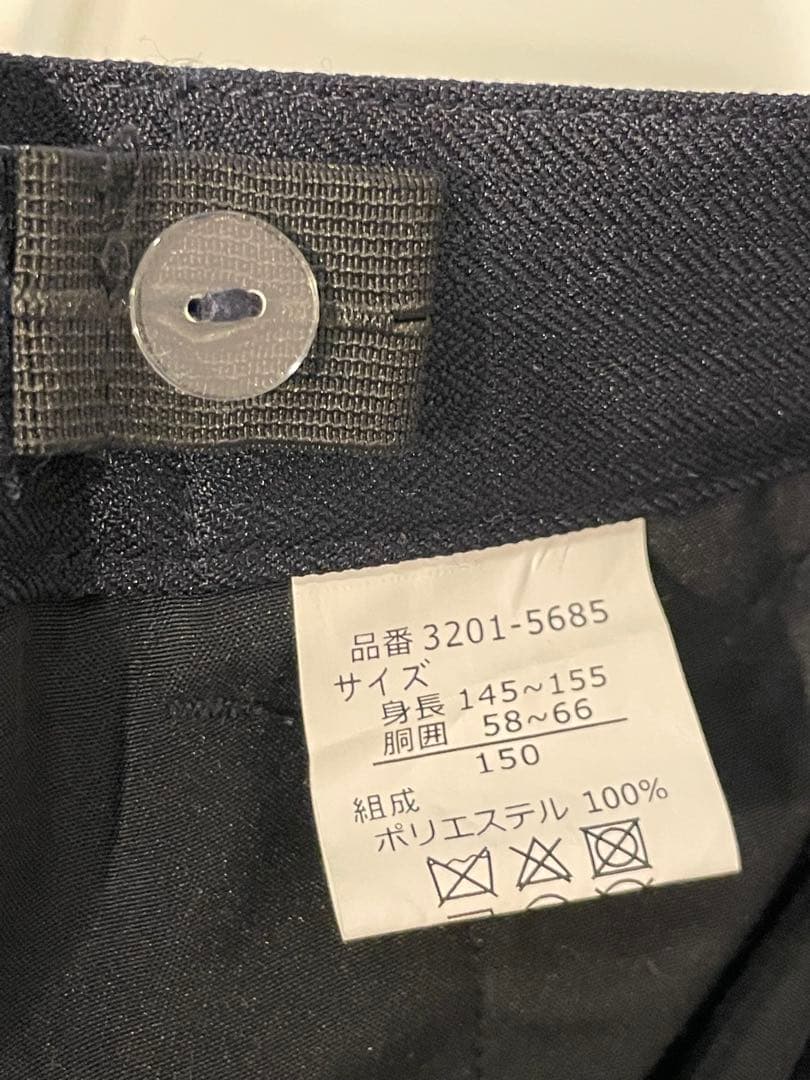 品番 3201-5685
サイズ
身長 145~155
胴囲 58~66
150
組成
ポリエステル 100%